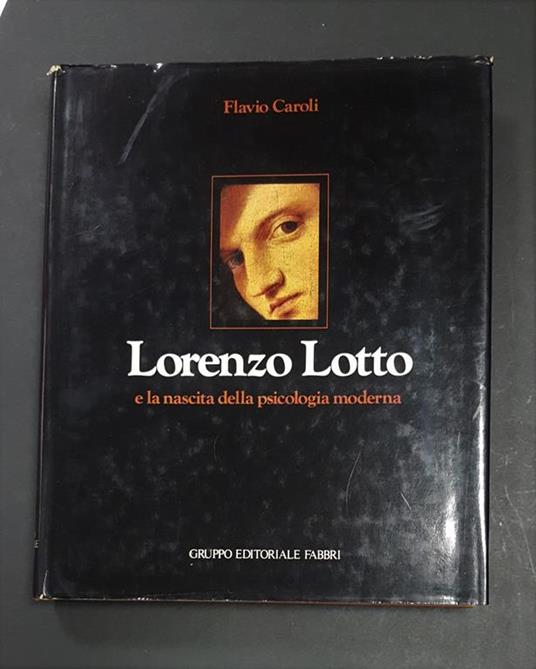 Flavio Caroli
Lorenzo Lotto
e la nascita della psicologia moderna
GRUPPO EDITORIALE FABBRI